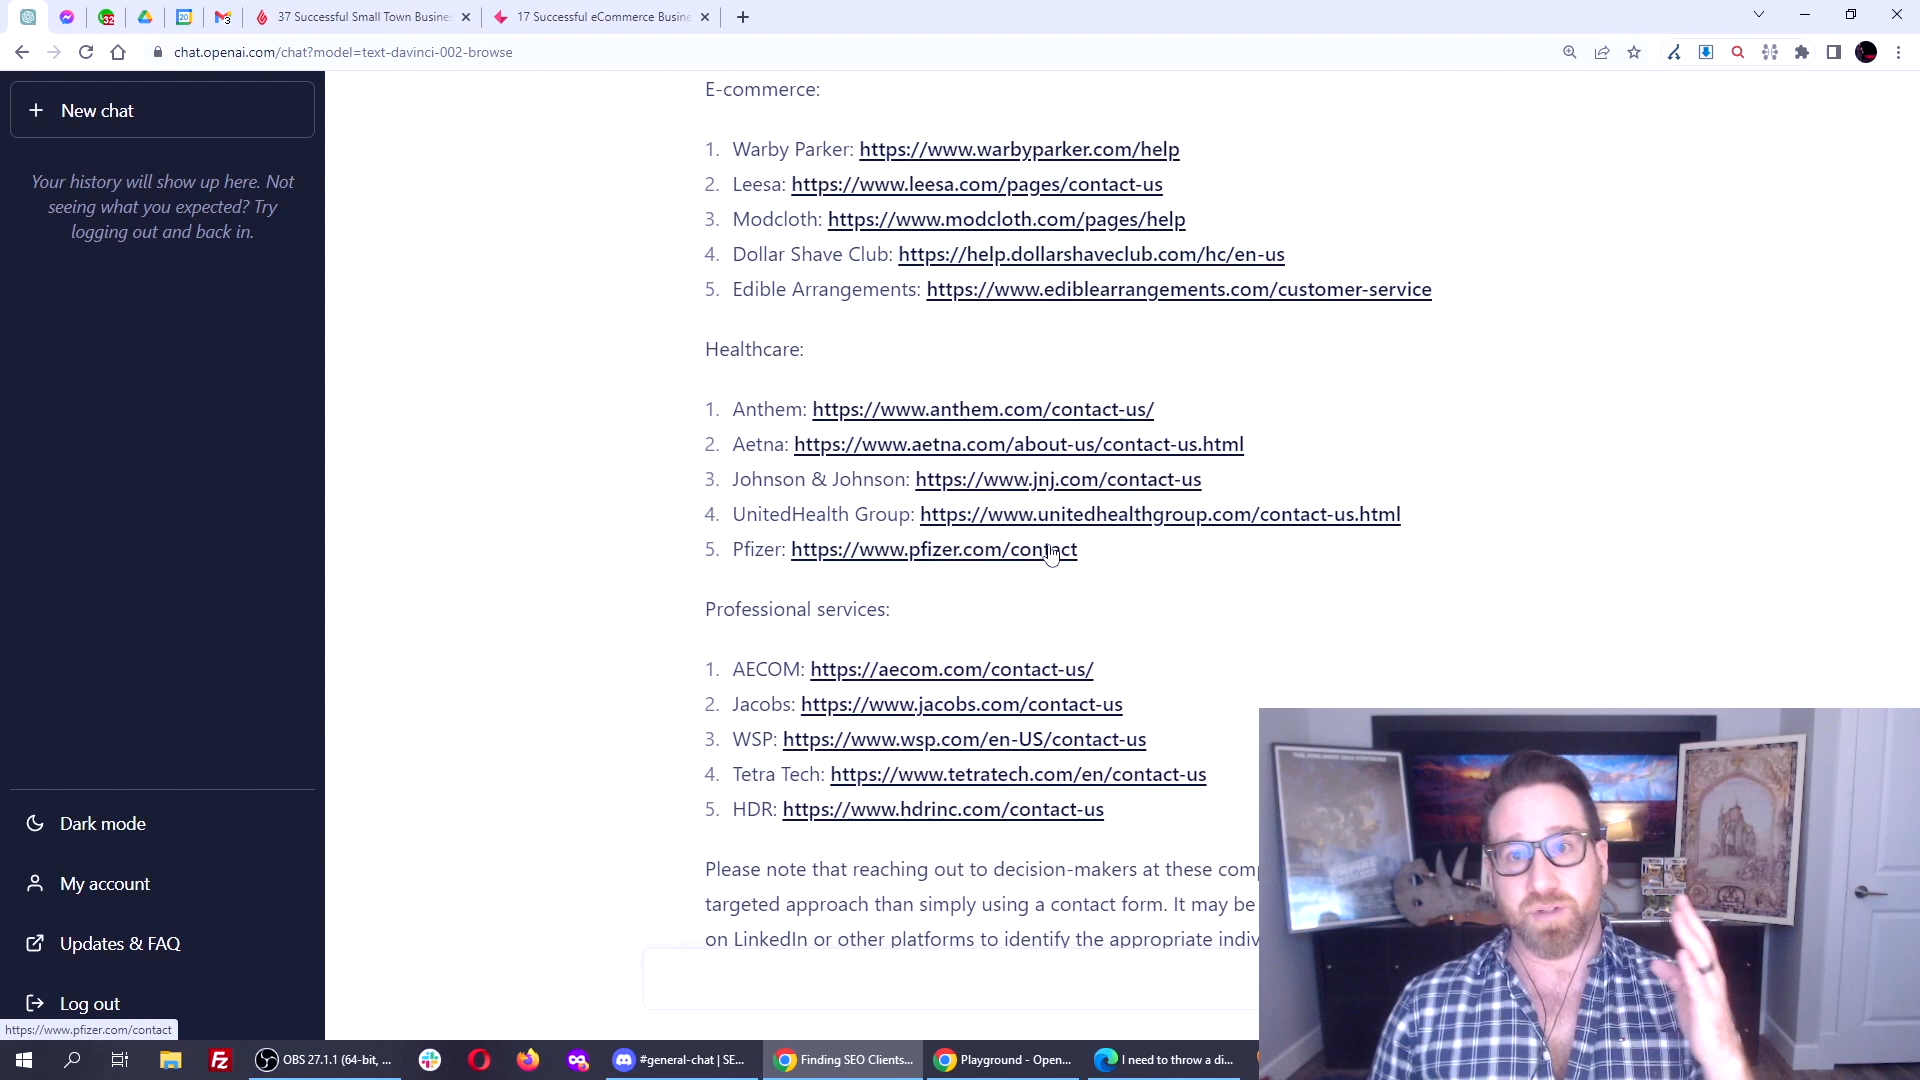 20
32
3
37 Successful Small Town Busine
17 Successful eCommerce Busine
chat.openai.com/chat?model=text-davinci-002-browse
New chat
Your history will show up here. Not
seeing what you expected? Try
logging out and back in.
E-commerce:
1. Warby Parker: https://www.warbyparker.com/help
2. Leesa: https://www.leesa.com/pages/contact-us
3. Modcloth: https://www.modcloth.com/pages/help
4. Dollar Shave Club: https://help.dollarshaveclub.com/hc/en-us
5. Edible Arrangements: https://www.ediblearrangements.com/customer-service
Healthcare:
1. Anthem: https://www.anthem.com/contact-us/
2. Aetna: https://www.aetna.com/about-us/contact-us.html
3. Johnson & Johnson: https://www.jnj.com/contact-us
4. UnitedHealth Group: https://www.unitedhealthgroup.com/contact-us.html
5. Pfizer: https://www.pfizer.com/contact
Professional services:
1. AECOM: https://aecom.com/contact-us/
2. Jacobs: https://www.jacobs.com/contact-us
3. WSP: https://www.wsp.com/en-US/contact-us
4. Tetra Tech: https://www.tetratech.com/en/contact-us
5. HDR: https://www.hdrinc.com/contact-us
Please note that reaching out to decision-makers at these comp
targeted approach than simply using a contact form. It may be
on LinkedIn or other platforms to identify the appropriate indiv
Dark mode
My account
Updates & FAQ
Log out
https://www.pfizer.com/contact
Fz
OBS 27.1.1 (64-bit, ...
#general-chat | SE...
Finding SEO Clients...
Playground - Open...
I need to throw a di...